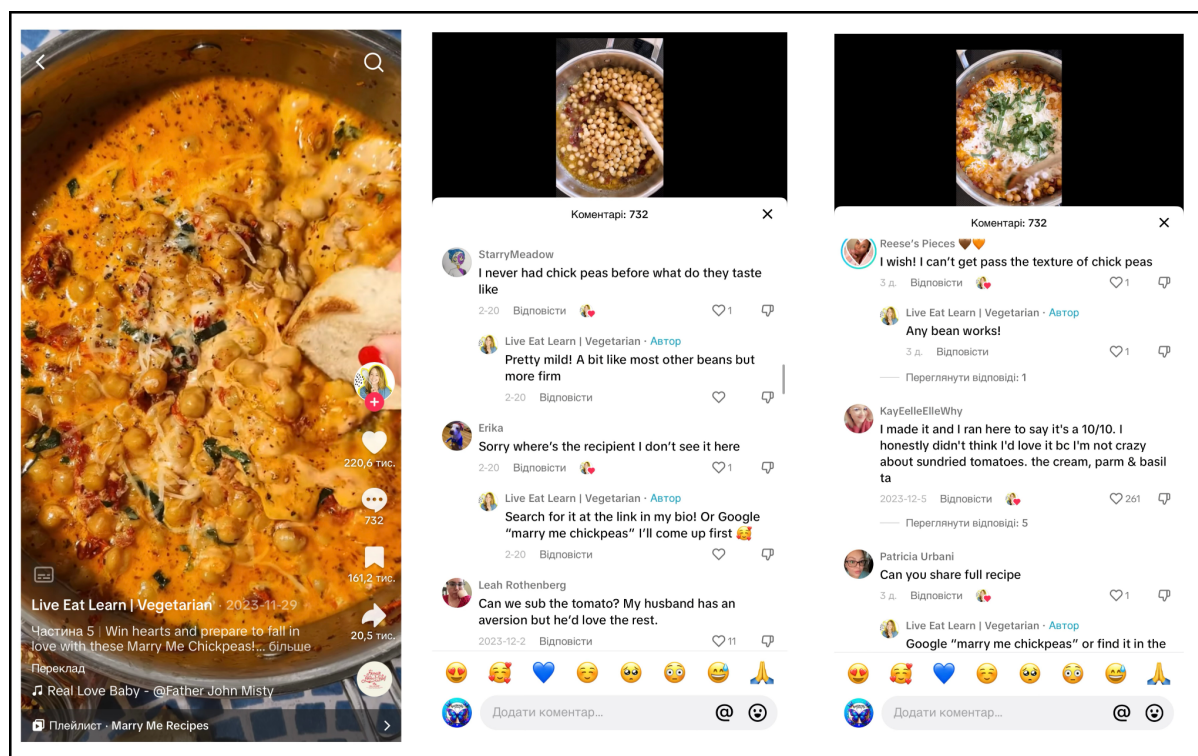 220,6 тис.
732
161,2 тис.
20,5 тис.
Live Eat Learn | Vegetarian · 2023-11-29
Частина 5 | Win hearts and prepare to fall in
love with these Marry Me Chickpeas!... більше
Переклад
Real Love Baby - @Father John Misty
Плейлист · Marry Me Recipes
Коментарі: 732
StarryMeadow
I never had chick peas before what do they taste
like
2-20 Відповісти 1
Live Eat Learn | Vegetarian · Автор
Pretty mild! A bit like most other beans but
more firm
2-20 Відповісти
Erika
Sorry where's the recipient I don't see it here
2-20 Відповісти 1
Live Eat Learn | Vegetarian · Автор
Search for it at the link in my bio! Or Google
“marry me chickpeas” I'll come up first 🥰
2-20 Відповісти
Leah Rothenberg
Can we sub the tomato? My husband has an
aversion but he'd love the rest.
2023-12-2 Відповісти 11
Додати коментар... @
Коментарі: 732
Reese's Pieces 🤎🧡
I wish! I can't get pass the texture of chick peas
3 д. Відповісти 1
Live Eat Learn | Vegetarian · Автор
Any bean works!
3 д. Відповісти 1
Переглянути відповіді: 1
KayEelleElleWhy
I made it and I ran here to say it's a 10/10. I
honestly didn't think I'd love it bc I'm not crazy
about sundried tomatoes. the cream, parm & basil
ta
2023-12-5 Відповісти 261
Переглянути відповіді: 5
Patricia Urbani
Can you share full recipe
3 д. Відповісти 1
Live Eat Learn | Vegetarian · Автор
Google “marry me chickpeas” or find it in the
Додати коментар... @